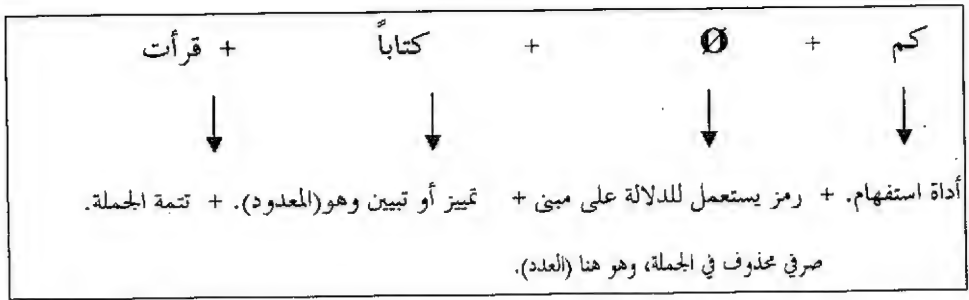 كم + Ø + كتاباً + قرأت
أداة استفهام. + رمز يستعمل للدلالة على مبنى + تمييز أو تبيين وهو(المعدود). + تتمة الجملة.
صرفي محذوف في الجملة، وهو هنا (العدد).